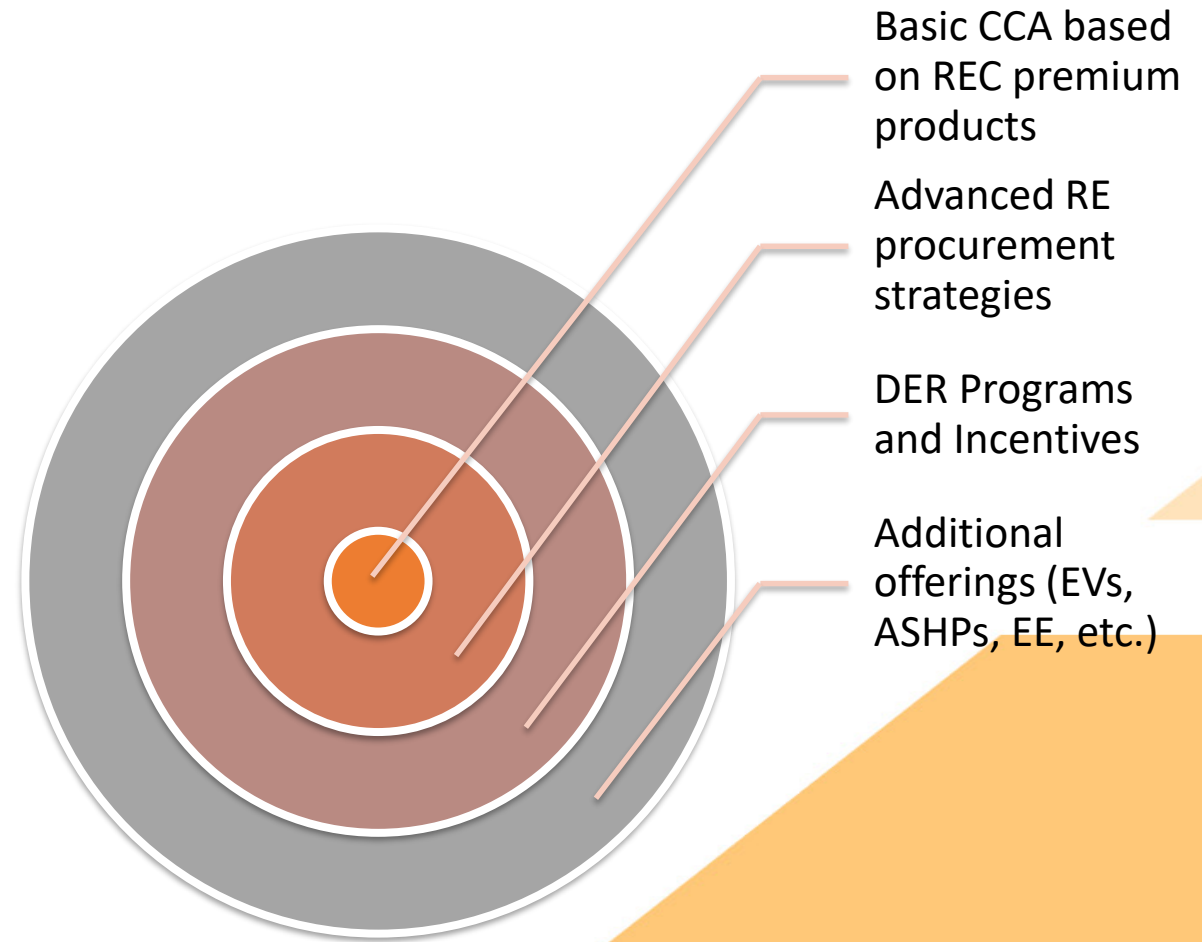 Basic CCA based
on REC premium
products
Advanced RE
procurement
strategies
DER Programs
and Incentives
Additional
offerings (EVs,
ASHPs, EE, etc.)